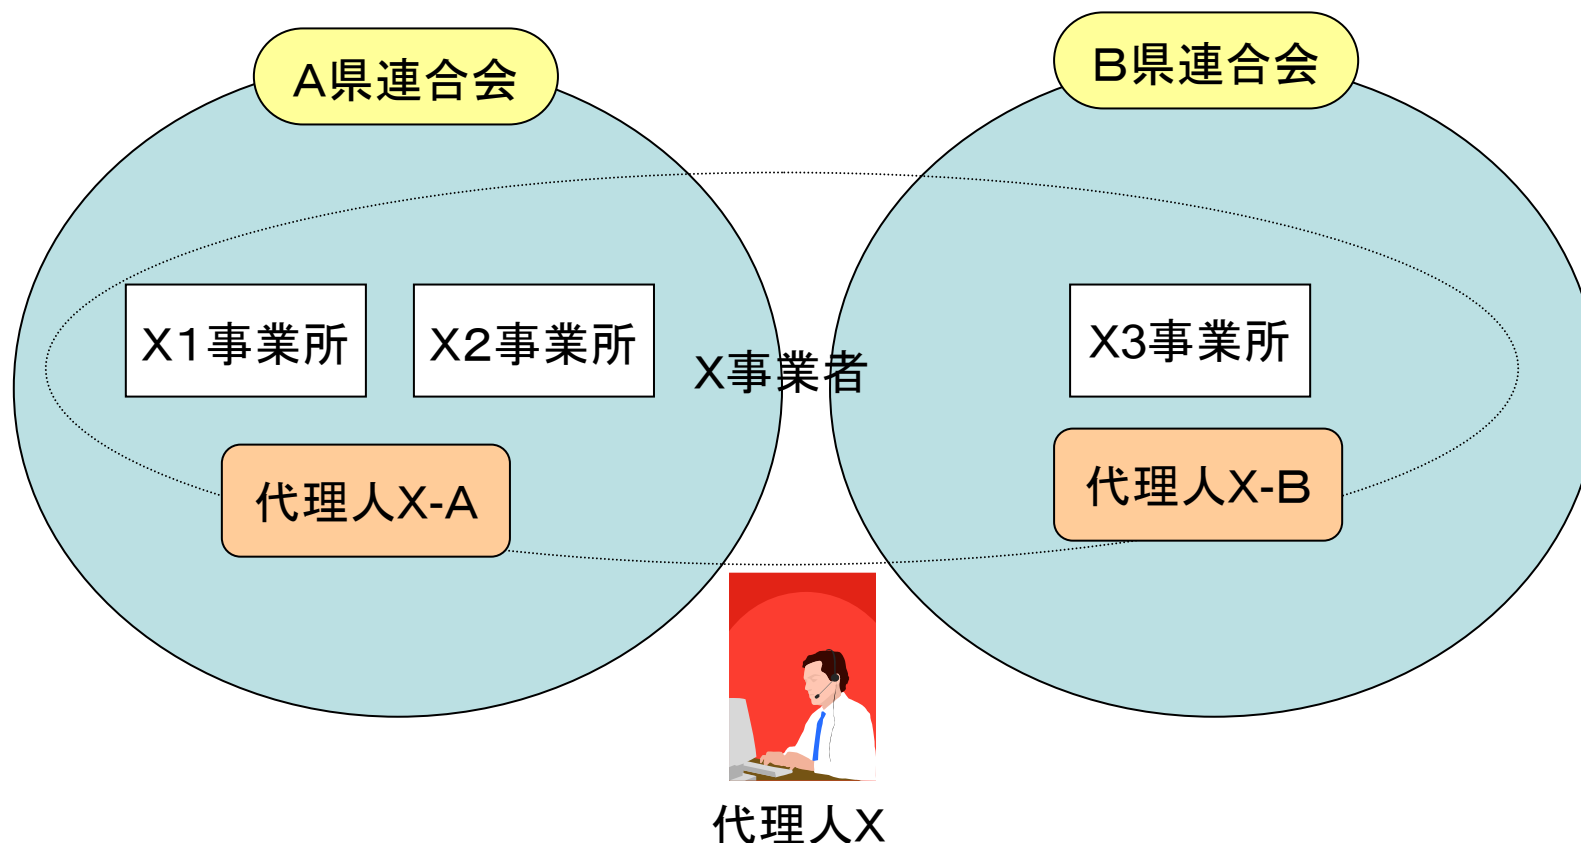 A県連合会
B県連合会
X1事業所
X2事業所
X事業者
X3事業所
代理人X-A
代理人X-B
代理人X